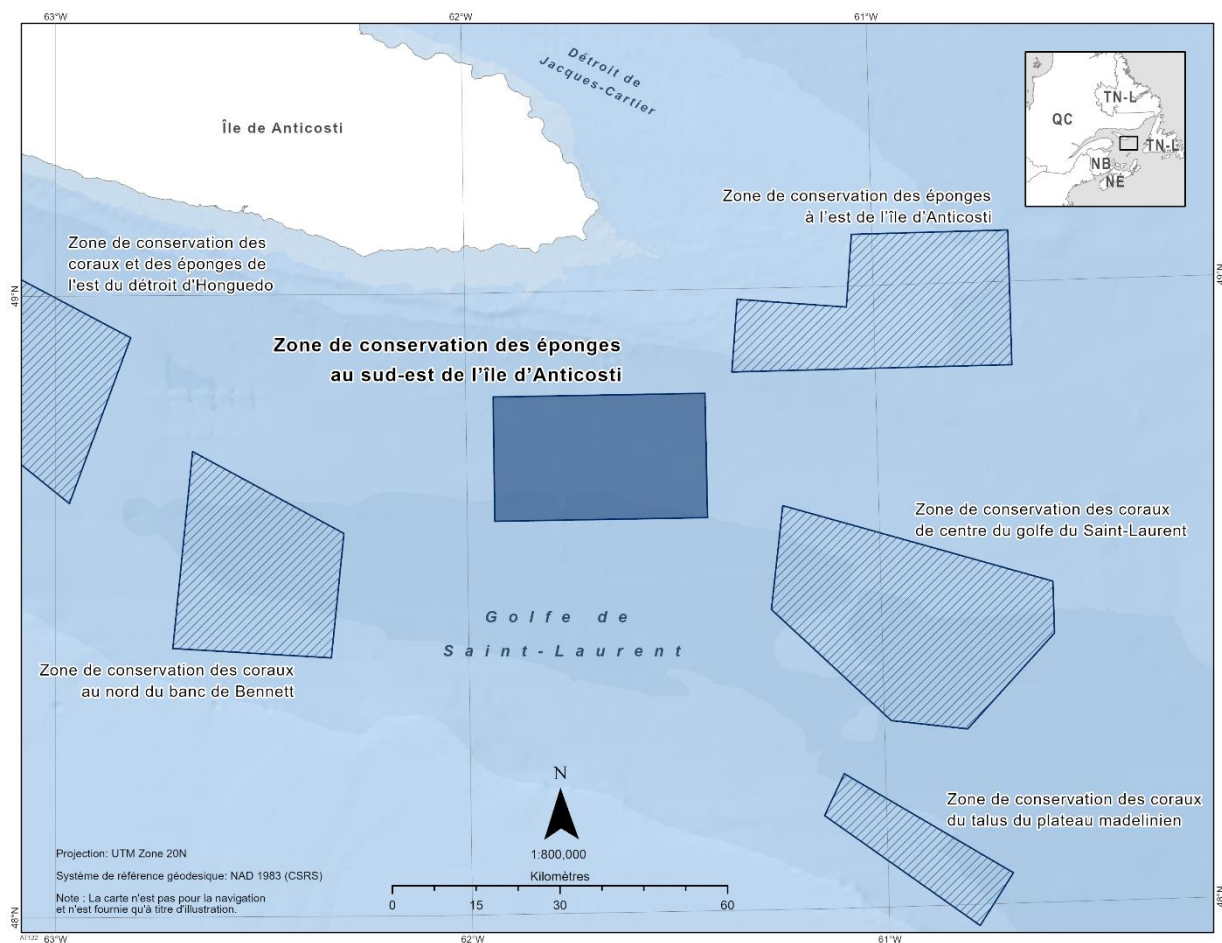 63°W
62°W
61°W
Détroit de
Jacques-Cartier
Île de Anticosti
QC
TN-L
TN-L
NB
NÉ
Zone de conservation des éponges
à l'est de l'île d'Anticosti
Zone de conservation des
coraux et des éponges de
l'est du détroit d'Honguedo
49°N
49°N
Zone de conservation des éponges
au sud-est de l'île d'Anticosti
Zone de conservation des coraux
de centre du golfe du Saint-Laurent
Golfe de
Saint-Laurent
Zone de conservation des coraux
au nord du banc de Bennett
N
1:800,000
Kilomètres
0 15 30 60
Zone de conservation des coraux
du talus du plateau madelinien
Projection: UTM Zone 20N
Système de référence géodesique: NAD 1983 (CSRS)
Note : La carte n'est pas pour la navigation
et n'est fournie qu'à titre d'illustration.
48°N
48°N
A1122
63°W
62°W
61°W